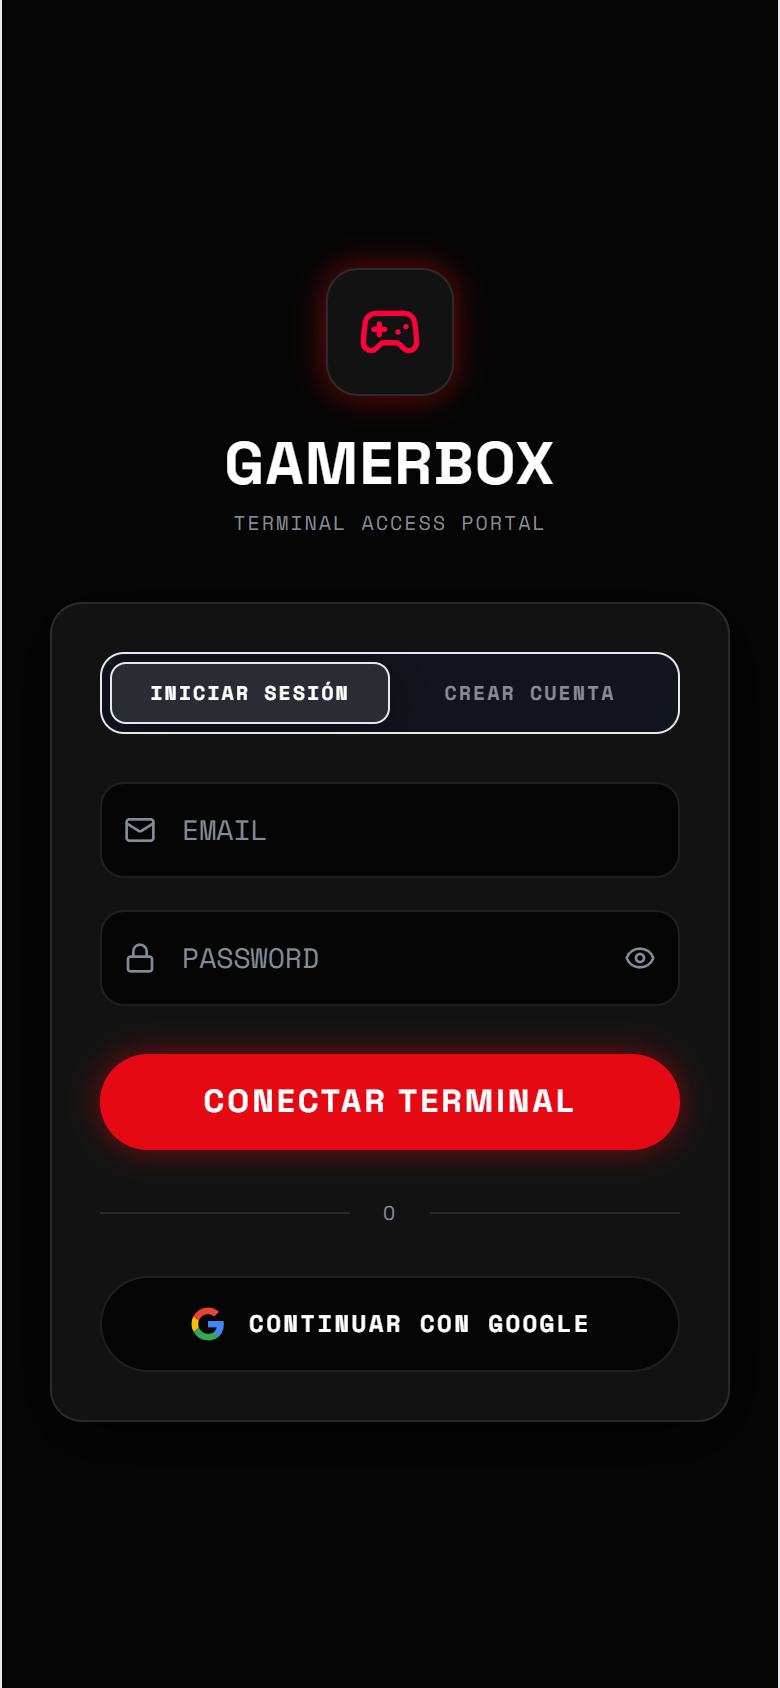 GAMERBOX
TERMINAL ACCESS PORTAL
INICIAR SESIÓN
CREAR CUENTA
EMAIL
PASSWORD
CONECTAR TERMINAL
O
CONTINUAR CON GOOGLE